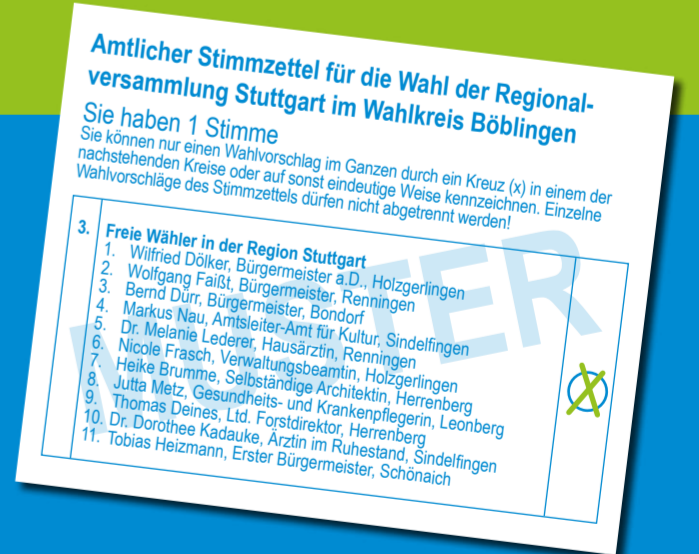 Amtlicher Stimmzettel für die Wahl der Regional-
versammlung Stuttgart im Wahlkreis Böblingen
Sie haben 1 Stimme
Sie können nur einen Wahlvorschlag im Ganzen durch ein Kreuz (x) in einem der
nachstehenden Kreise oder auf sonst eindeutige Weise kennzeichnen. Einzelne
Wahlvorschläge des Stimmzettels dürfen nicht abgetrennt werden!
3. Freie Wähler in der Region Stuttgart
1. Wilfried Dölker, Bürgermeister a.D., Holzgerlingen
2. Wolfgang Faißt, Bürgermeister, Renningen
3. Bernd Dürr, Bürgermeister, Bondorf
4. Markus Nau, Amtsleiter-Amt für Kultur, Sindelfingen
5. Dr. Melanie Lederer, Hausärztin, Renningen
6. Nicole Frasch, Verwaltungsbeamtin, Holzgerlingen
7. Heike Brumme, Selbständige Architektin, Herrenberg
8. Jutta Metz, Gesundheits- und Krankenpflegerin, Leonberg
9. Thomas Deines, Ltd. Forstdirektor, Herrenberg
10. Dr. Dorothee Kadauke, Ärztin im Ruhestand, Sindelfingen
11. Tobias Heizmann, Erster Bürgermeister, Schönaich
MUSTER
X